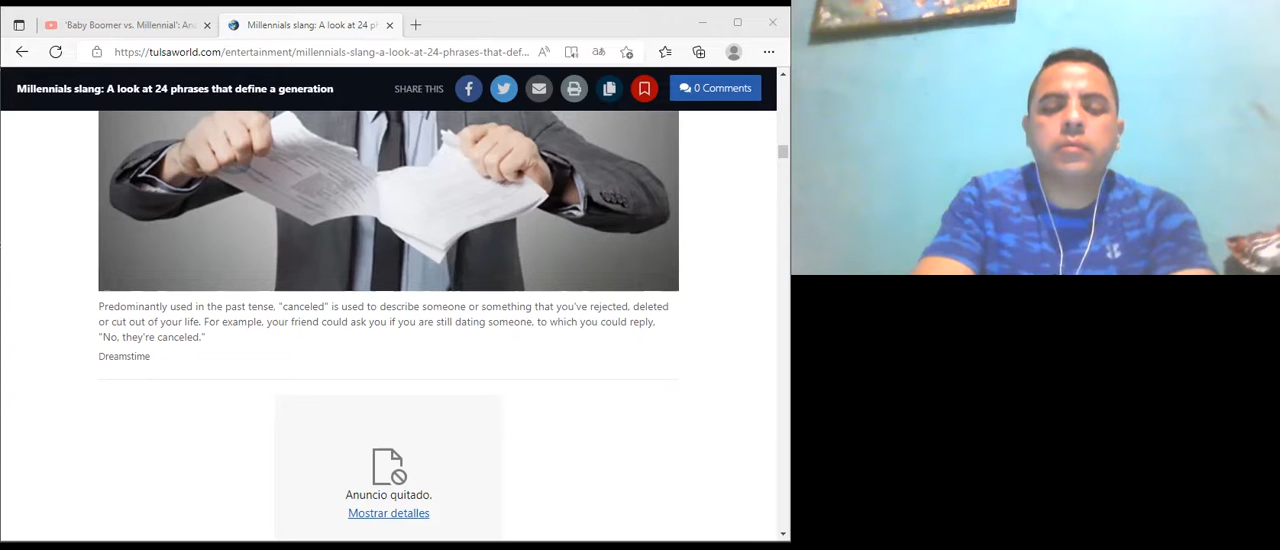 'Baby Boomer vs. Millennial': An
Millennials slang: A look at 24 p
https://tulsaworld.com/entertainment/millennials-slang-a-look-at-24-phrases-that-def...
Millennials slang: A look at 24 phrases that define a generation
SHARE THIS
0 Comments
Predominantly used in the past tense, "canceled" is used to describe someone or something that you've rejected, deleted
or cut out of your life. For example, your friend could ask you if you are still dating someone, to which you could reply,
"No, they're canceled."
Dreamstime
Anuncio quitado.
Mostrar detalles